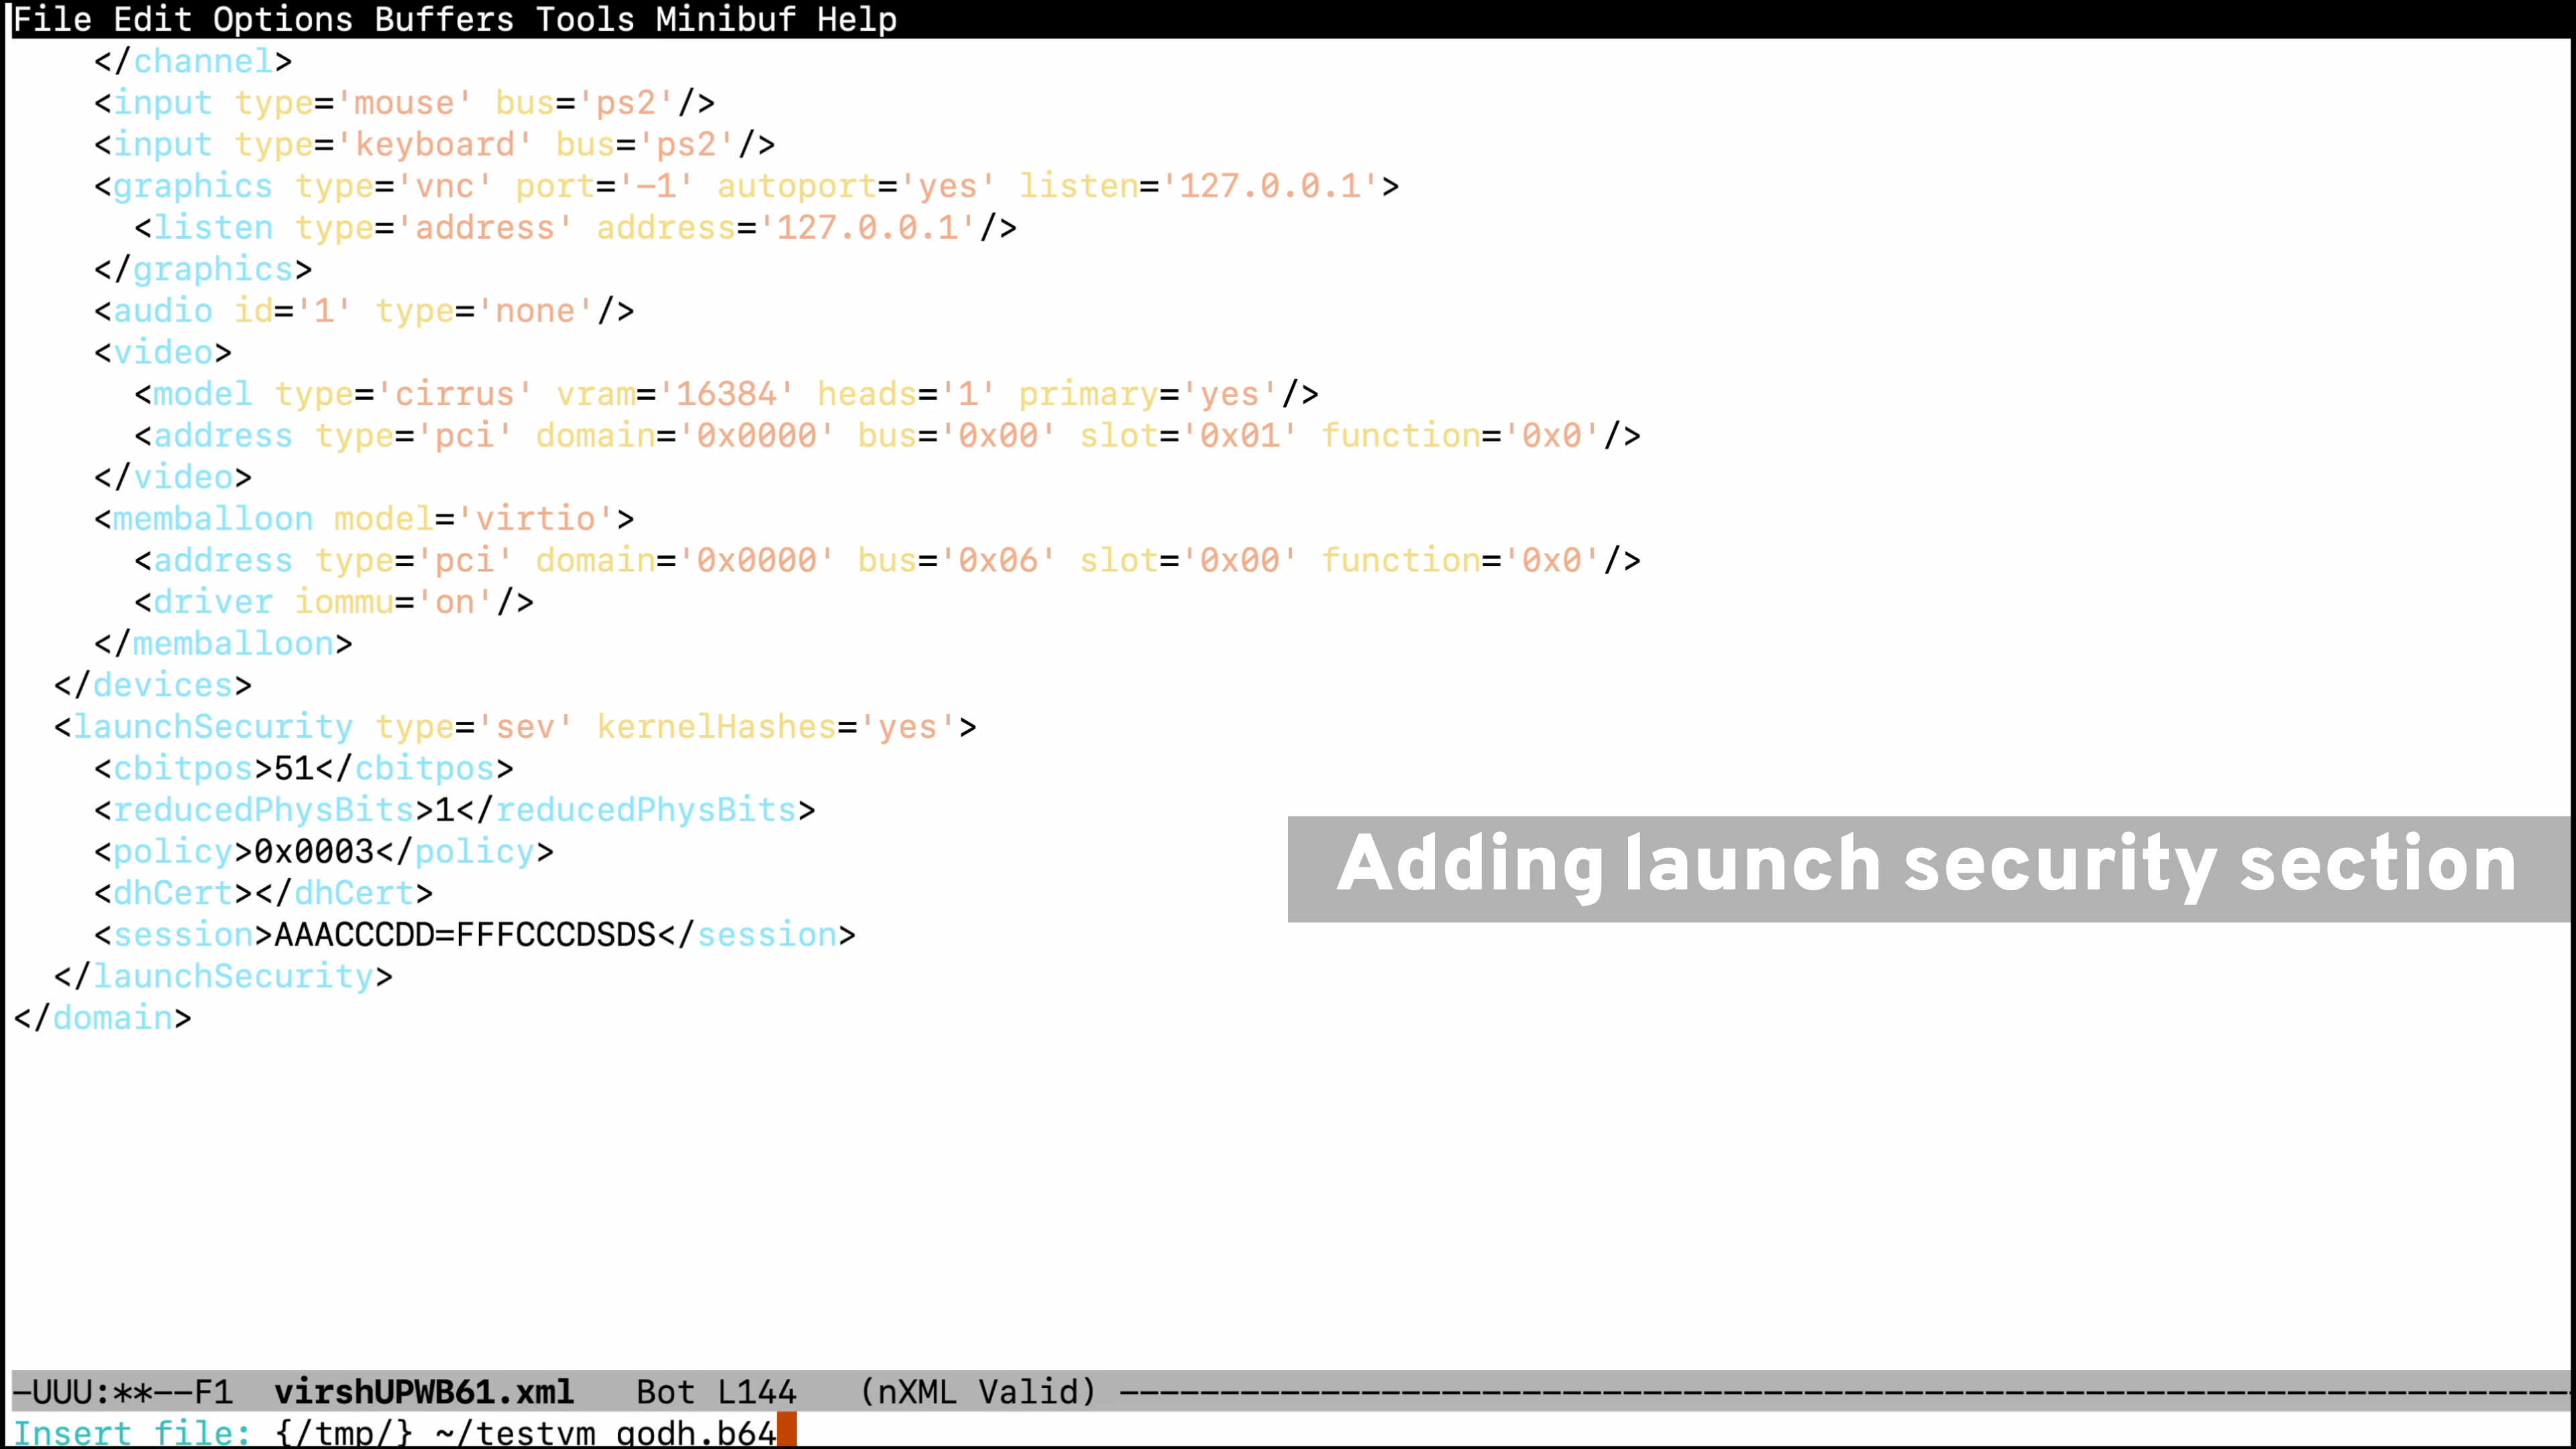 File Edit Options Buffers Tools Minibuf Help
    </channel>
    <input type='mouse' bus='ps2'/>
    <input type='keyboard' bus='ps2'/>
    <graphics type='vnc' port='-1' autoport='yes' listen='127.0.0.1'>
      <listen type='address' address='127.0.0.1'/>
    </graphics>
    <audio id='1' type='none'/>
    <video>
      <model type='cirrus' vram='16384' heads='1' primary='yes'/>
      <address type='pci' domain='0x0000' bus='0x00' slot='0x01' function='0x0'/>
    </video>
    <memballoon model='virtio'>
      <address type='pci' domain='0x0000' bus='0x06' slot='0x00' function='0x0'/>
      <driver iommu='on'/>
    </memballoon>
  </devices>
  <launchSecurity type='sev' kernelHashes='yes'>
    <cbitpos>51</cbitpos>
    <reducedPhysBits>1</reducedPhysBits>
    <policy>0x0003</policy>
    <dhCert></dhCert>
    <session>AAACCCDD=FFFCCCDSDS</session>
  </launchSecurity>
</domain>
Adding launch security section
-UUU:**--F1  virshUPWB61.xml   Bot L144   (nXML Valid) ------------------------------------------------------------------------
Insert file: {/tmp/} ~/testvm_godh.b64